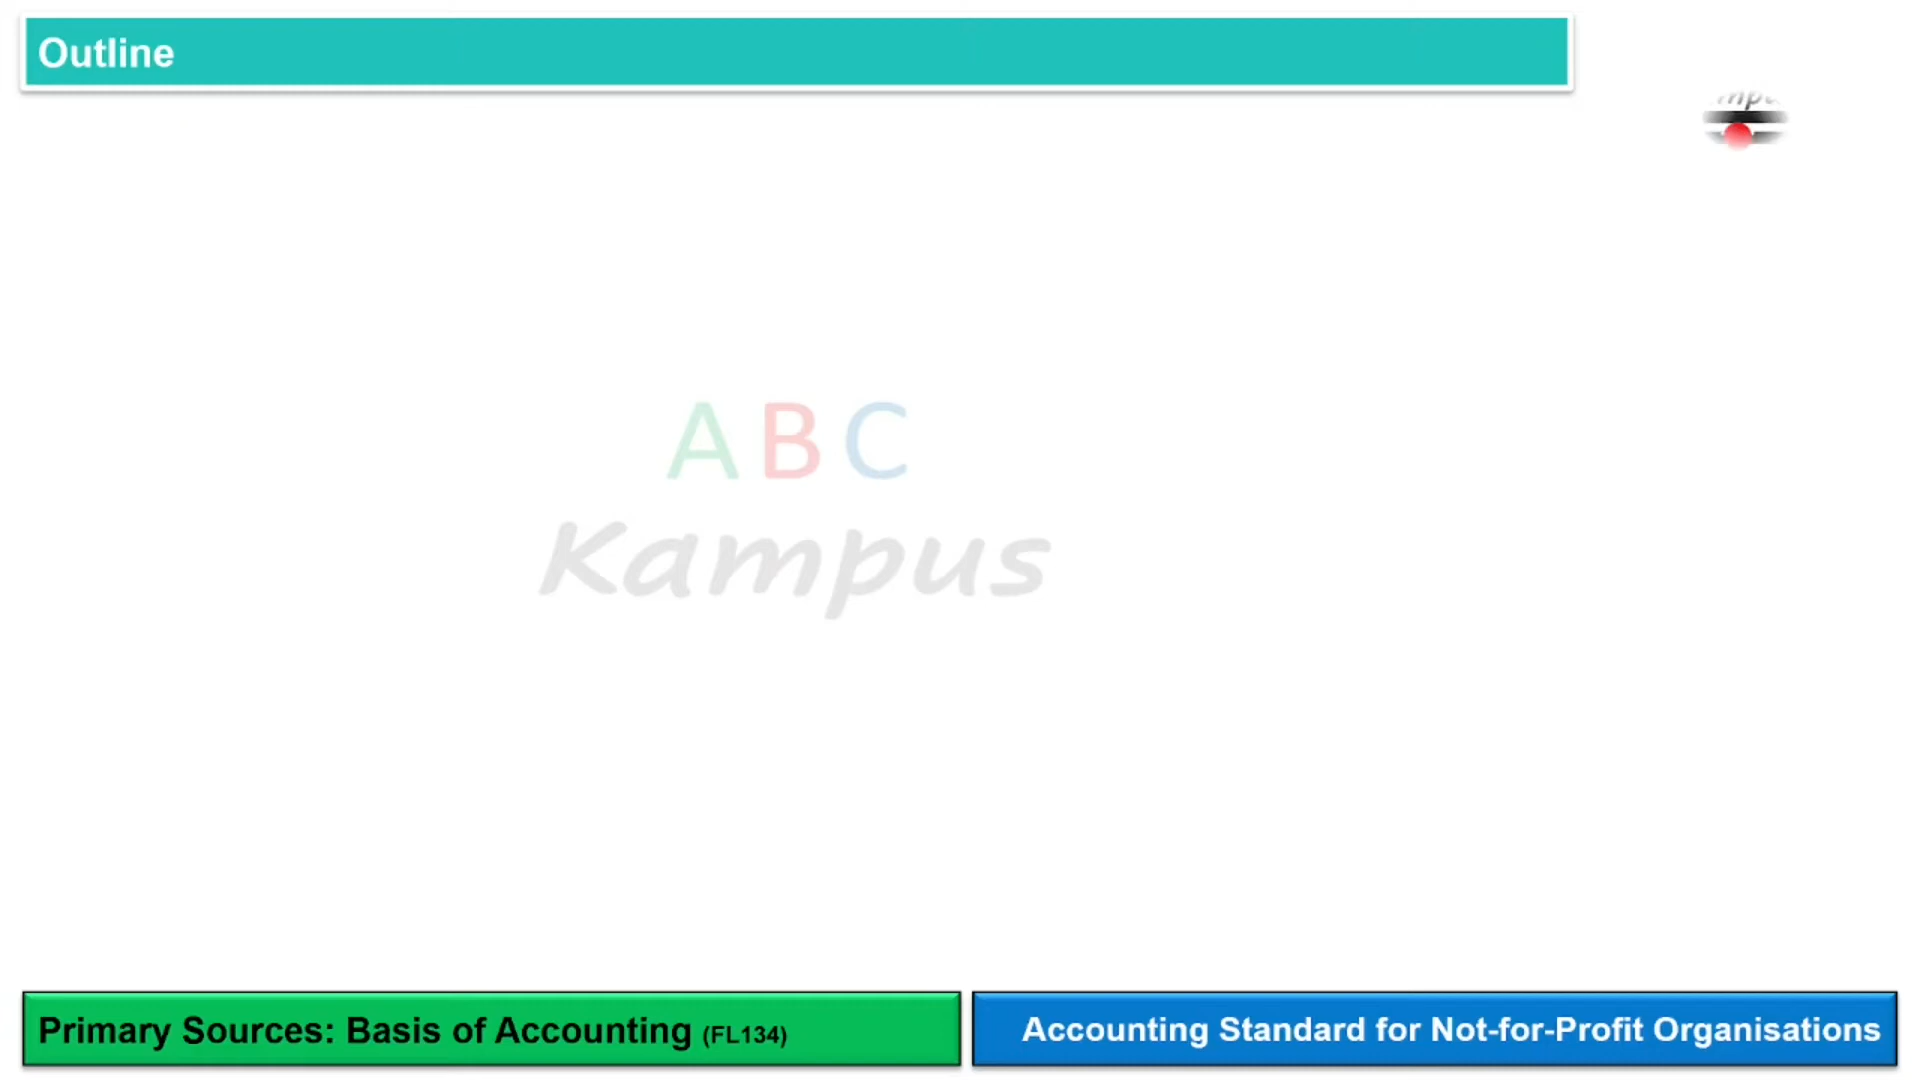 Outline
A B C
Kampus
Primary Sources: Basis of Accounting (FL134)
Accounting Standard for Not-for-Profit Organisations